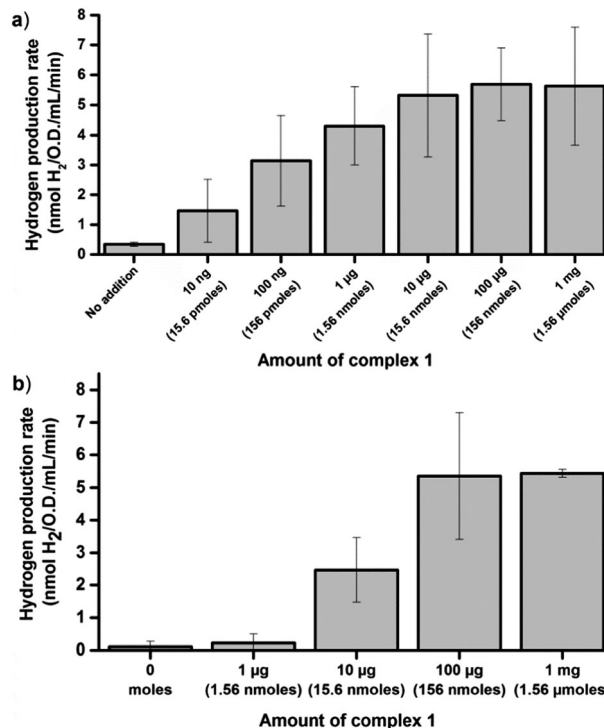 a)
Hydrogen production rate
(nmol H₂/O.D./mL/min)
8
7
6
5
4
3
2
1
0
No addition
10 ng
(15.6 pmoles)
100 ng
(156 pmoles)
1 µg
(1.56 nmoles)
10 µg
(15.6 nmoles)
100 µg
(156 nmoles)
1 mg
(1.56 µmoles)
Amount of complex 1
b)
Hydrogen production rate
(nmol H2/O.D./mL/min)
8
7
6
5
4
3
2
1
0
0
moles
1 µg
(1.56 nmoles)
10 µg
(15.6 nmoles)
100 µg
(156 nmoles)
1 mg
(1.56 µmoles)
Amount of complex 1